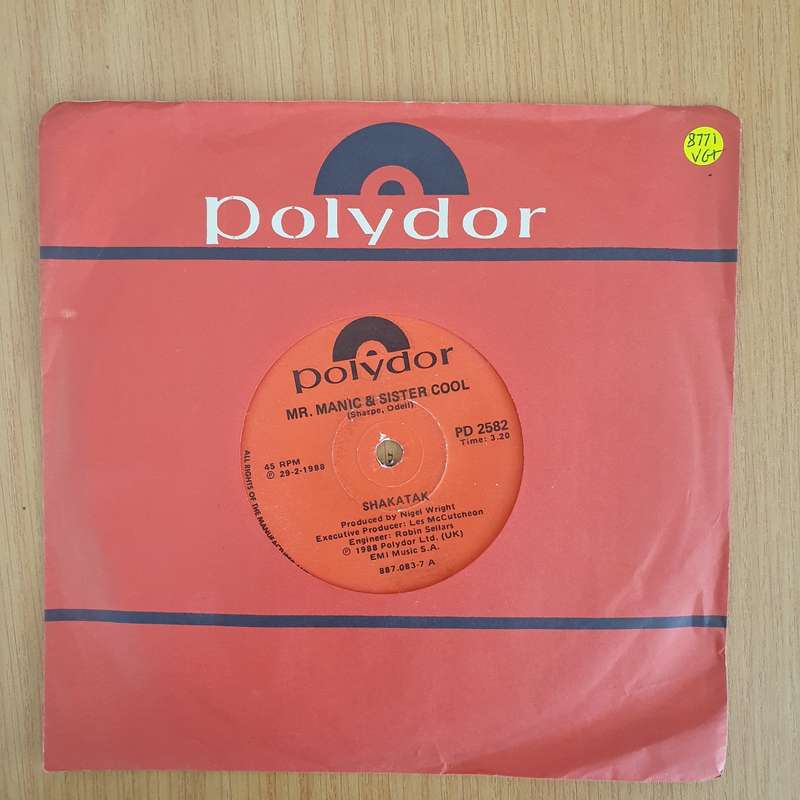 8771
VG+
polydor
polydor
MR. MANIC & SISTER COOL
(Sharpe, Odell)
PD 2582
Time: 3.20
45 RPM
℗ 29-2-1988
ALL RIGHTS OF THE
SHAKATAK
Produced by Nigel Wright
Executive Producer: Les McCutcheon
Engineer: Robin Sellars
℗ 1988 Polydor Ltd. (UK)
EMI Music S.A.
887.083-7 A